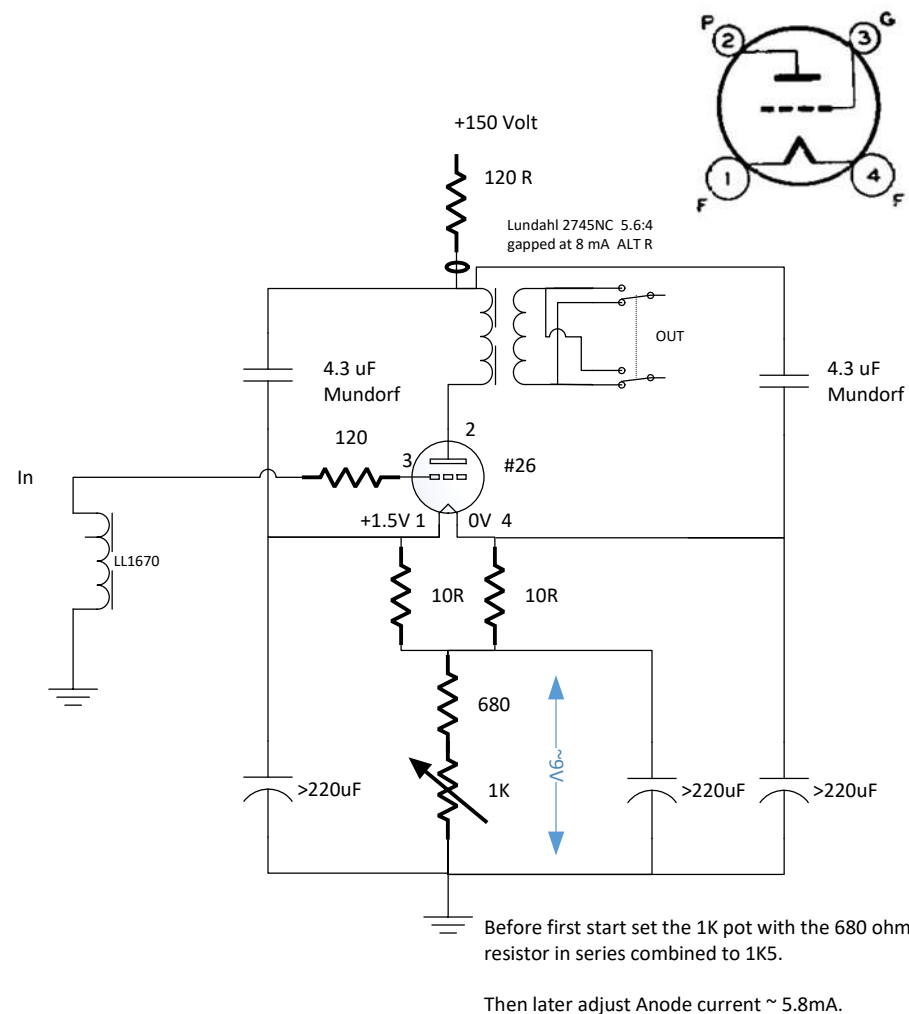 P
G
2
3
1
4
F
F
+150 Volt
120 R
Lundahl 2745NC 5.6:4
gapped at 8 mA ALT R
OUT
4.3 uF
Mundorf
4.3 uF
Mundorf
120
2
3
#26
In
+1.5V 1
0V 4
LL1670
10R
10R
680
~9V
1K
>220uF
>220uF
>220uF
Before first start set the 1K pot with the 680 ohm
resistor in series combined to 1K5.
Then later adjust Anode current ~ 5.8mA.